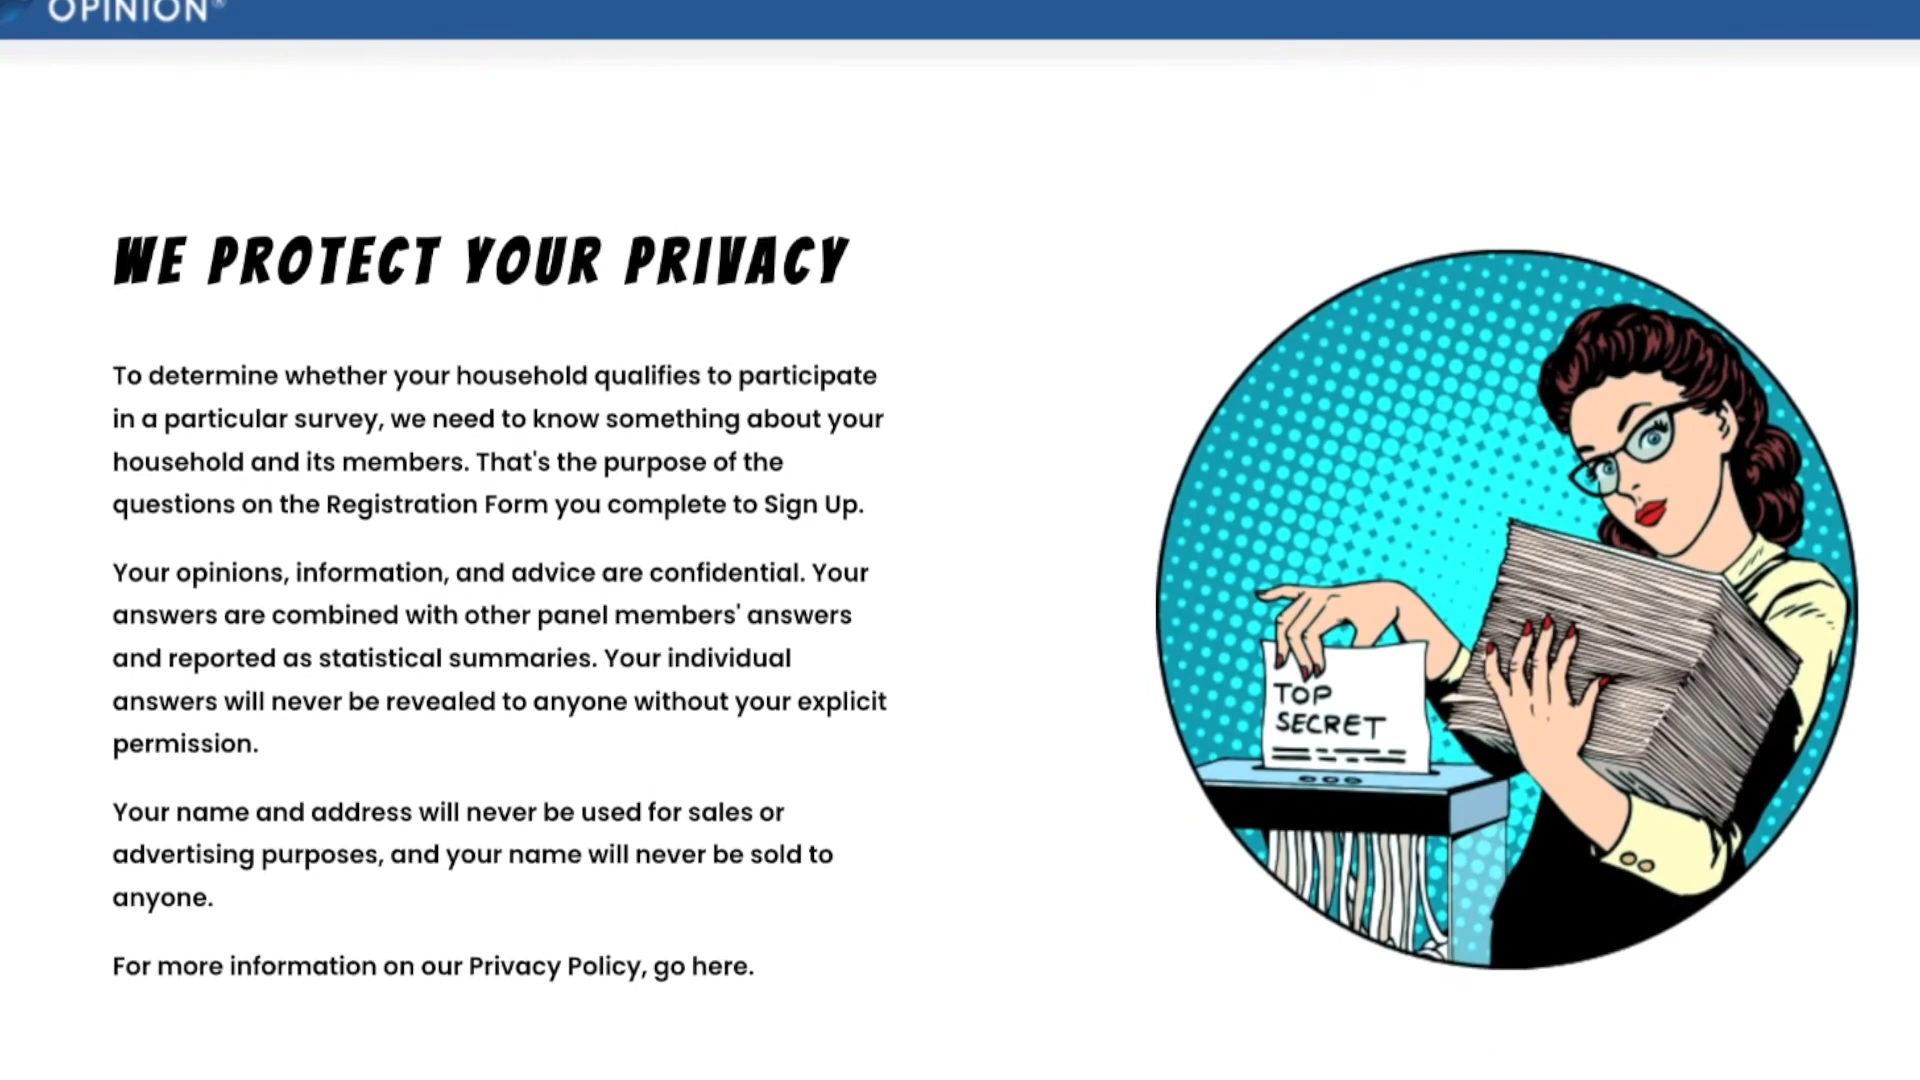 OPINION®
WE PROTECT YOUR PRIVACY
To determine whether your household qualifies to participate
in a particular survey, we need to know something about your
household and its members. That's the purpose of the
questions on the Registration Form you complete to Sign Up.
Your opinions, information, and advice are confidential. Your
answers are combined with other panel members' answers
and reported as statistical summaries. Your individual
answers will never be revealed to anyone without your explicit
permission.
Your name and address will never be used for sales or
advertising purposes, and your name will never be sold to
anyone.
For more information on our Privacy Policy, go here.
TOP
SECRET